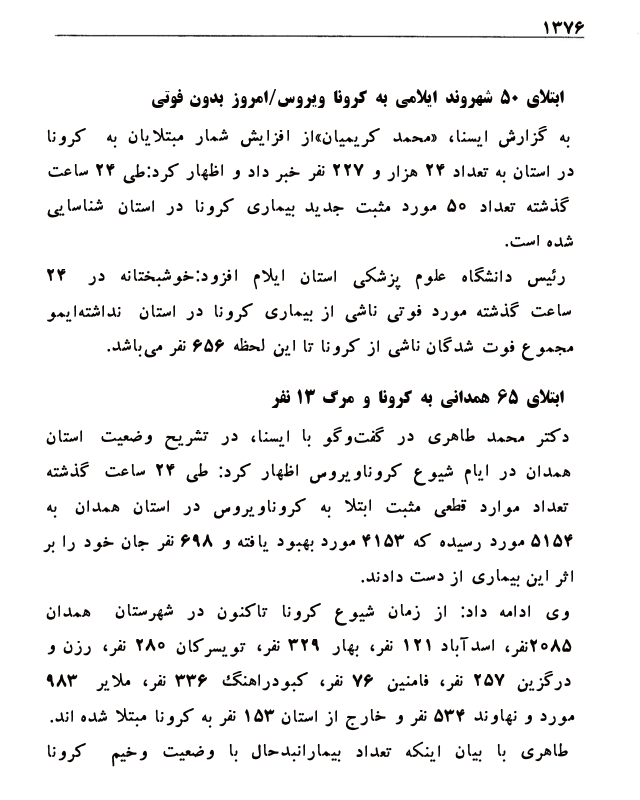 ۱۳۷۶
ابتلای ۵۰ شهروند ایلامی به کرونا ویروس/امروز بدون فوتی
به گزارش ایسنا، «محمد کریمیان»از افزایش شمار مبتلایان به کرونا
در استان به تعداد ۲۴ هزار و ۲۲۷ نفر خبر داد و اظهار کرد:طی ۲۴ ساعت
گذشته تعداد ۵۰ مورد مثبت جدید بیماری کرونا در استان شناسایی
شده است.
رئیس دانشگاه علوم پزشکی استان ایلام افزود:خوشبختانه در ۲۴
ساعت گذشته مورد فوتی ناشی از بیماری کرونا در استان نداشته‌ایمو
مجموع فوت شدگان ناشی از کرونا تا این لحظه ۶۵۶ نفر می‌باشد.
ابتلای ۶۵ همدانی به کرونا و مرگ ۱۳ نفر
دکتر محمد طاهری در گفت‌وگو با ایسنا، در تشریح وضعیت استان
همدان در ایام شیوع کروناویروس اظهار کرد: طی ۲۴ ساعت گذشته
تعداد موارد قطعی مثبت ابتلا به کروناویروس در استان همدان به
۵۱۵۴ مورد رسیده که ۴۱۵۳ مورد بهبود یافته و ۶۹۸ نفر جان خود را بر
اثر این بیماری از دست دادند.
وی ادامه داد: از زمان شیوع کرونا تاکنون در شهرستان همدان
۲۰۸۵نفر، اسدآباد ۱۲۱ نفر، بهار ۳۲۹ نفر، تویسرکان ۲۸۰ نفر، رزن و
درگزین ۲۵۷ نفر، فامنین ۷۶ نفر، کبودراهنگ ۳۳۶ نفر، ملایر ۹۸۳
مورد و نهاوند ۵۳۴ نفر و خارج از استان ۱۵۳ نفر به کرونا مبتلا شده اند.
طاهری با بیان اینکه تعداد بیمارانبدحال با وضعیت وخیم کرونا